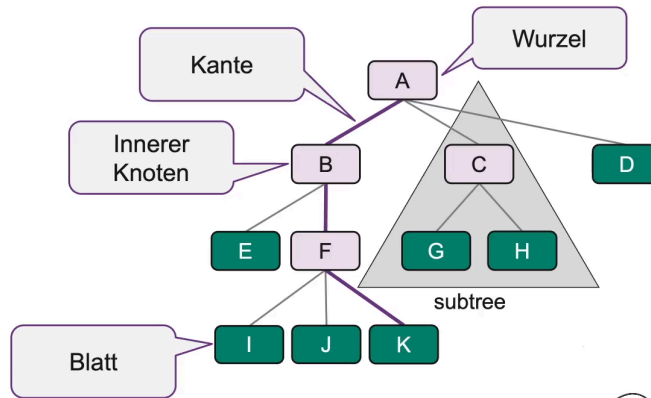 Wurzel
Kante
A
Innerer
Knoten
B
C
D
E
F
G
H
subtree
Blatt
I
J
K